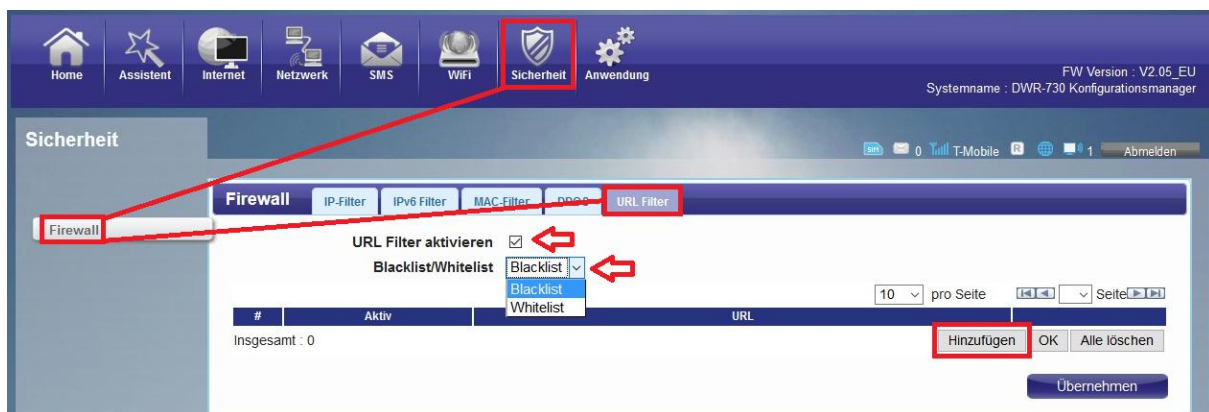 Home Assistent Internet Netzwerk SMS WiFi Sicherheit Anwendung
FW Version : V2.05_EU
Systemname : DWR-730 Konfigurationsmanager
Sicherheit
SIM 0 T-Mobile R 1 Abmelden
Firewall IP-Filter IPv6 Filter MAC-Filter DDOS URL Filter
Firewall
URL Filter aktivieren
Blacklist/Whitelist Blacklist
Blacklist
Whitelist
10 pro Seite Seite
# Aktiv URL
Insgesamt : 0 Hinzufügen OK Alle löschen
Übernehmen